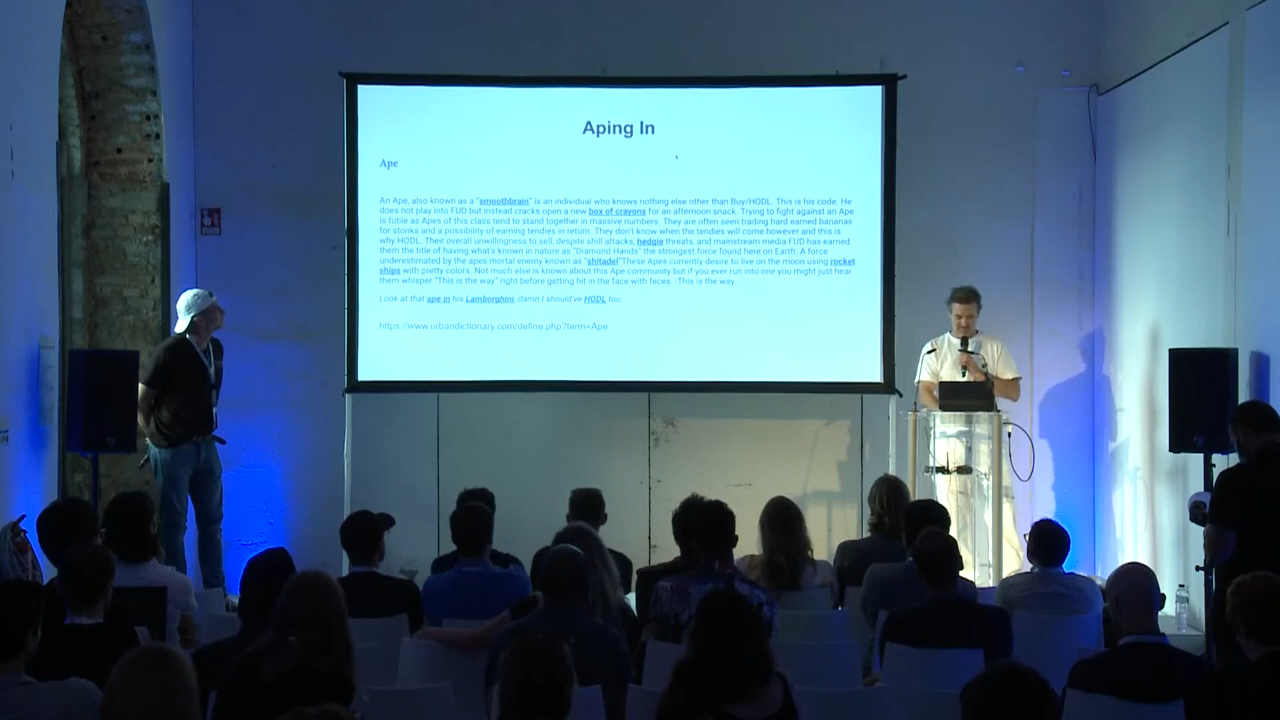 Aping In
Ape
An Ape, also known as a "smoothbrain" is an individual who knows nothing else other than Buy/HODL. This is his code. He
does not play into FUD but instead cracks open a new box of crayons for an afternoon snack. Trying to fight against an Ape
is futile as Apes of this class tend to stand together in massive numbers. They are often seen trading hard earned bananas
for stonks and a possibility of earning tendies in return. They don't know when the tendies will come however and this is
why HODL. Their overall unwillingness to sell, despite shill attacks, hedgie threats, and mainstream media FUD has earned
them the title of having what's known in nature as "Diamond Hands" the strongest force found here on Earth. A force
underestimated by the apes mortal enemy known as "shitadel"These Apes currently desire to live on the moon using rocket
ships with pretty colors. Not much else is known about this Ape community but if you ever run into one you might just hear
them whisper "This is the way" right before getting hit in the face with feces. -This is the way.
Look at that ape in his Lamborghini, damn I should've HODL too.
https://www.urbandictionary.com/define.php?term=Ape